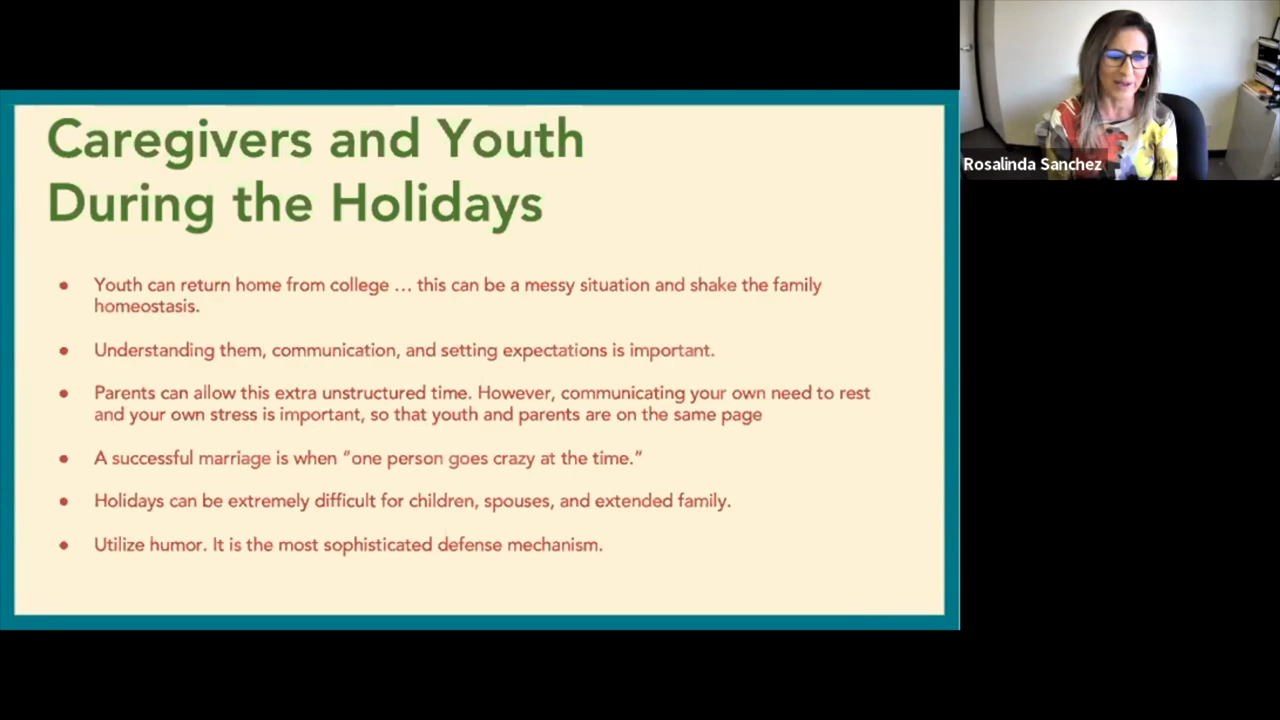 Caregivers and Youth
During the Holidays
● Youth can return home from college … this can be a messy situation and shake the family
homeostasis.
● Understanding them, communication, and setting expectations is important.
● Parents can allow this extra unstructured time. However, communicating your own need to rest
and your own stress is important, so that youth and parents are on the same page
● A successful marriage is when “one person goes crazy at the time.”
● Holidays can be extremely difficult for children, spouses, and extended family.
● Utilize humor. It is the most sophisticated defense mechanism.
Rosalinda Sanchez